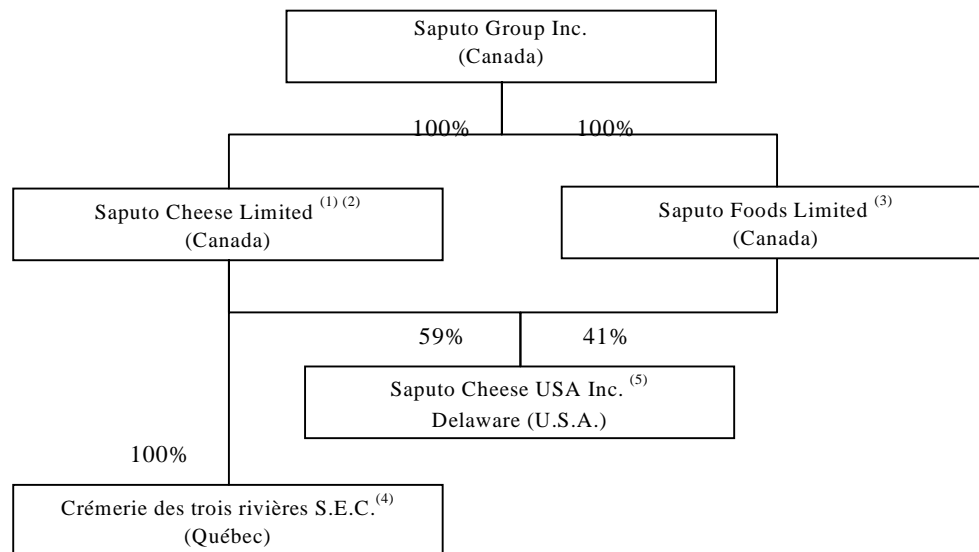 Saputo Group Inc.
(Canada)
100% 100%
Saputo Cheese Limited (1) (2)
(Canada)
Saputo Foods Limited (3)
(Canada)
59% 41%
Saputo Cheese USA Inc. (5)
Delaware (U.S.A.)
100%
Crémerie des trois rivières S.E.C.(4)
(Québec)